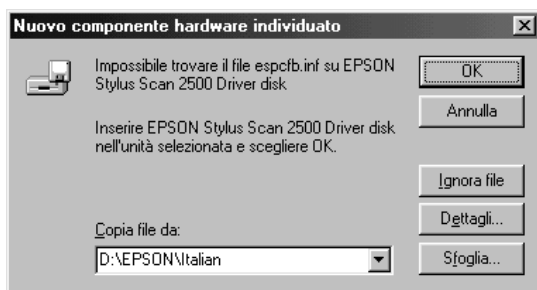 Nuovo componente hardware individuato
Impossibile trovare il file espcfb.inf su EPSON
Stylus Scan 2500 Driver disk
Inserire EPSON Stylus Scan 2500 Driver disk
nell'unità selezionata e scegliere OK.
Copia file da:
D:\EPSON\Italian
OK
Annulla
Ignora file
Dettagli...
Sfoglia...